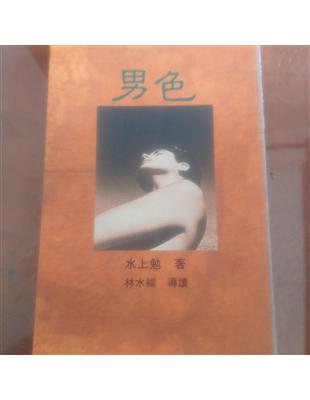 男色
水上勉 著
林水福 導讀